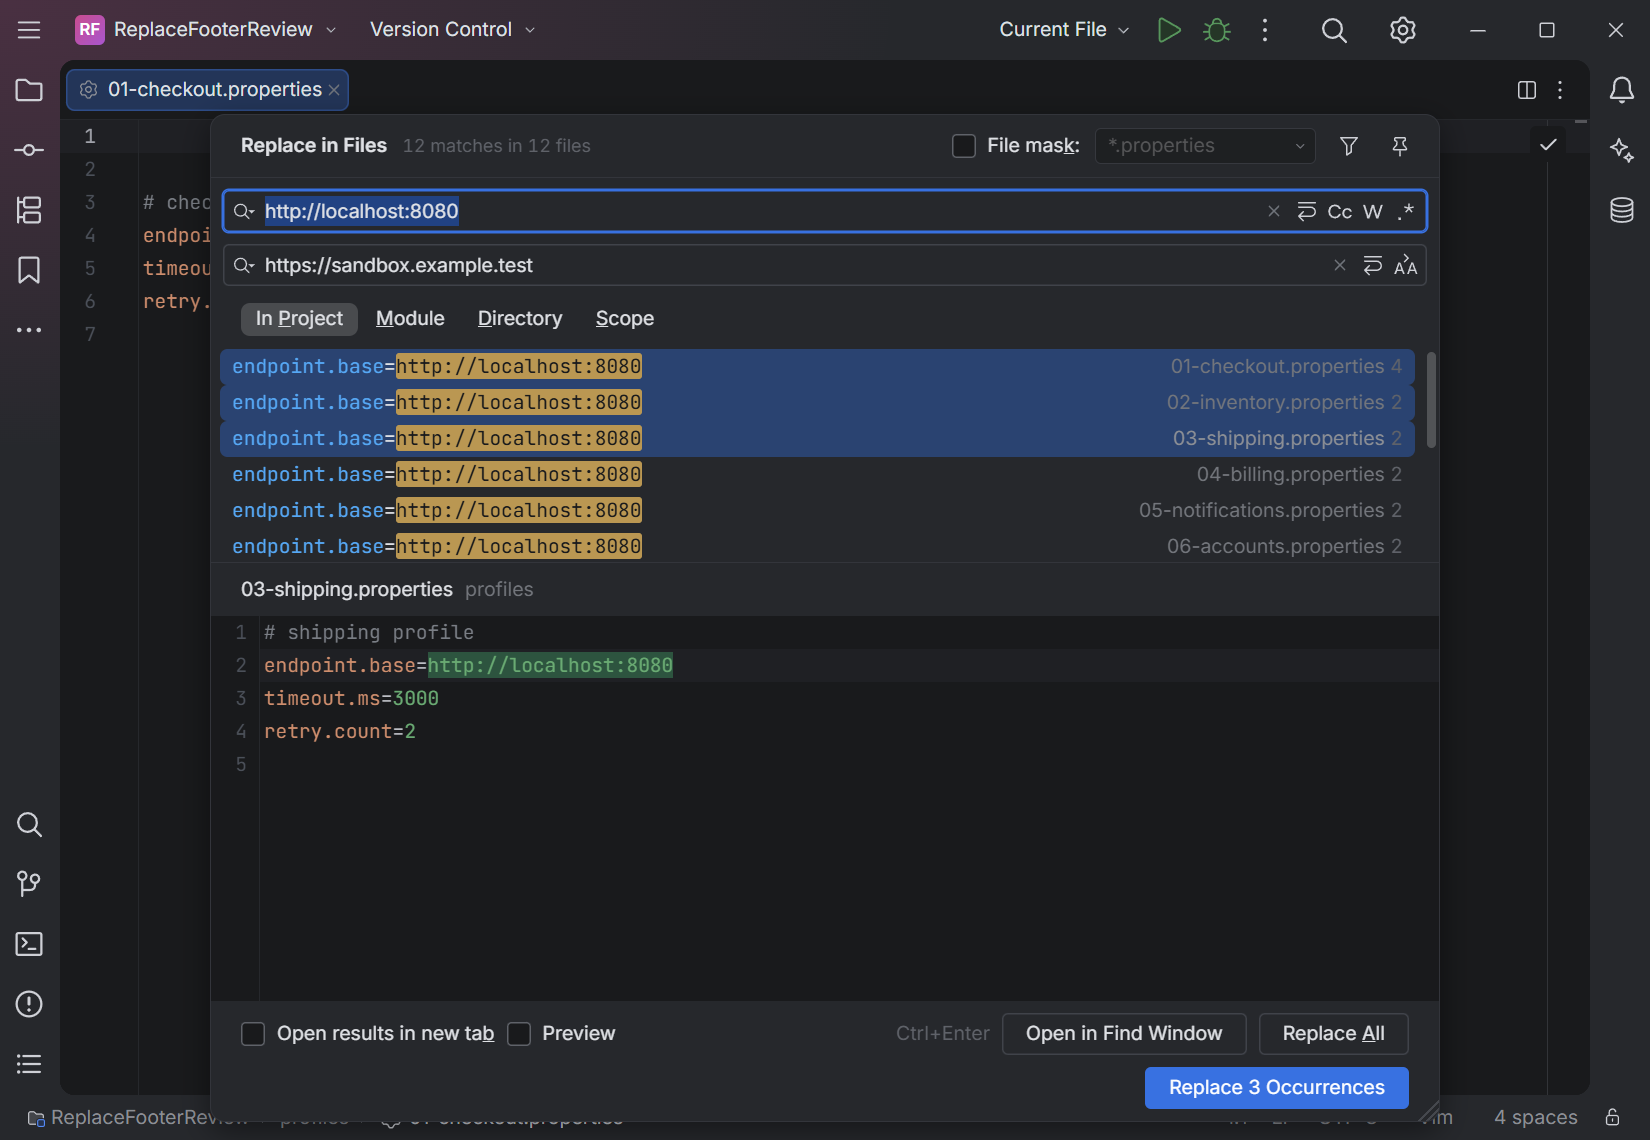 RF ReplaceFooterReview Version Control Current File
01-checkout.properties
1
2
3 # chec
4 endpoi
5 timeou
6 retry.
7
Replace in Files 12 matches in 12 files File mask: *.properties
http://localhost:8080 Cc W .*
https://sandbox.example.test
In Project Module Directory Scope
endpoint.base=http://localhost:8080 01-checkout.properties 4
endpoint.base=http://localhost:8080 02-inventory.properties 2
endpoint.base=http://localhost:8080 03-shipping.properties 2
endpoint.base=http://localhost:8080 04-billing.properties 2
endpoint.base=http://localhost:8080 05-notifications.properties 2
endpoint.base=http://localhost:8080 06-accounts.properties 2
03-shipping.properties profiles
1 # shipping profile
2 endpoint.base=http://localhost:8080
3 timeout.ms=3000
4 retry.count=2
5
Open results in new tab Preview Ctrl+Enter Open in Find Window Replace All
Replace 3 Occurrences
ReplaceFooterReview 4 spaces